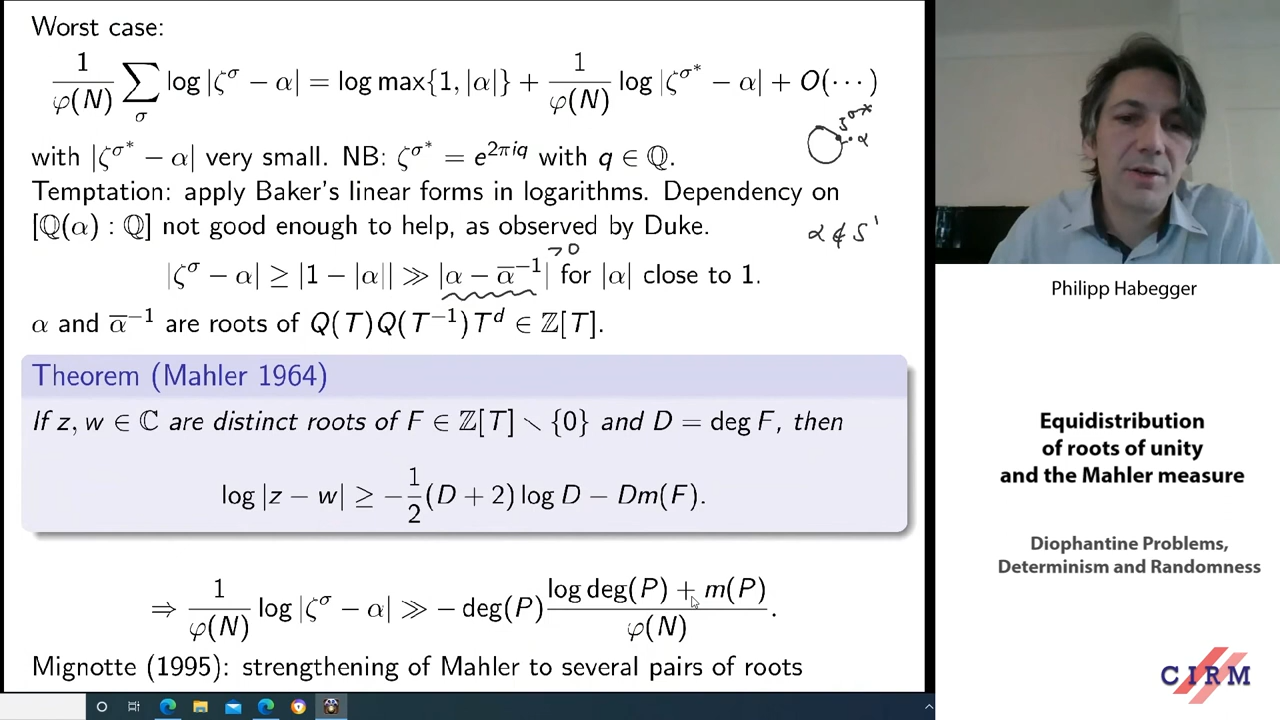 Worst case:
1/φ(N) ∑_σ log |ζ^σ − α| = log max{1, |α|} + 1/φ(N) log |ζ^{σ*} − α| + O(⋯)
ζ^{σ*}
α
with |ζ^{σ*} − α| very small. NB: ζ^{σ*} = e^{2πiq} with q ∈ ℚ.
Temptation: apply Baker's linear forms in logarithms. Dependency on
[ℚ(α) : ℚ] not good enough to help, as observed by Duke.
α ∉ S¹
>0
|ζ^σ − α| ≥ |1 − |α|| ≫ |α − ᾱ^{−1}| for |α| close to 1.
α and ᾱ^{−1} are roots of Q(T)Q(T^{−1})T^d ∈ ℤ[T].
Theorem (Mahler 1964)
If z, w ∈ ℂ are distinct roots of F ∈ ℤ[T] ∖ {0} and D = deg F, then
log |z − w| ≥ −1/2(D + 2) log D − Dm(F).
⇒ 1/φ(N) log |ζ^σ − α| ≫ − deg(P) (log deg(P) + m(P))/φ(N).
Mignotte (1995): strengthening of Mahler to several pairs of roots
Philipp Habegger
Equidistribution
of roots of unity
and the Mahler measure
Diophantine Problems,
Determinism and Randomness
CIRM